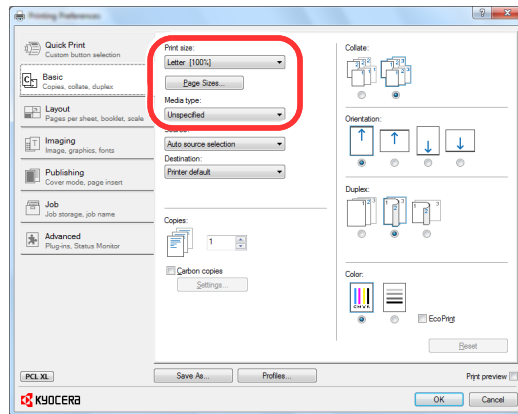 Printing Preferences
Quick Print
Custom button selection
Basic
Copies, collate, duplex
Layout
Pages per sheet, booklet, scale
Imaging
Image, graphics, fonts
Publishing
Cover mode, page insert
Job
Job storage, job name
Advanced
Plug-ins, Status Monitor
Print size:
Letter [100%]
Page Sizes...
Media type:
Unspecified
Auto source selection
Destination:
Printer default
Copies:
1
Carbon copies
Settings...
Collate:
Orientation:
Duplex:
Color:
CMYK
EcoPrint
Reset
PCL XL
Save As...
Profiles...
Print preview
KYOCERA
OK
Cancel